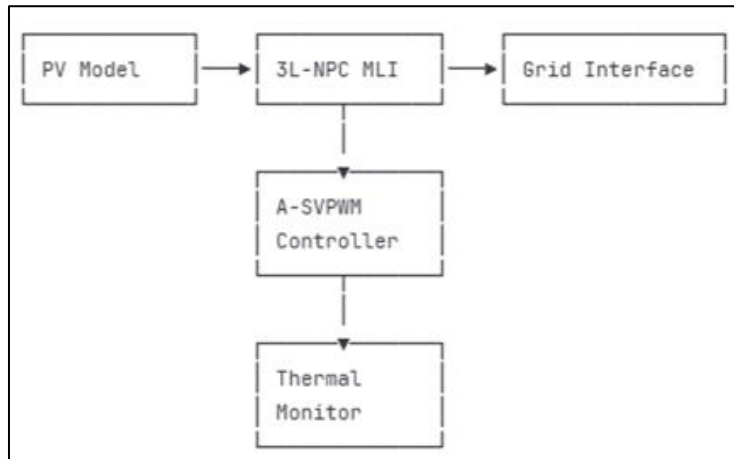 PV Model
3L-NPC MLI
Grid Interface
A-SVPWM
Controller
Thermal
Monitor